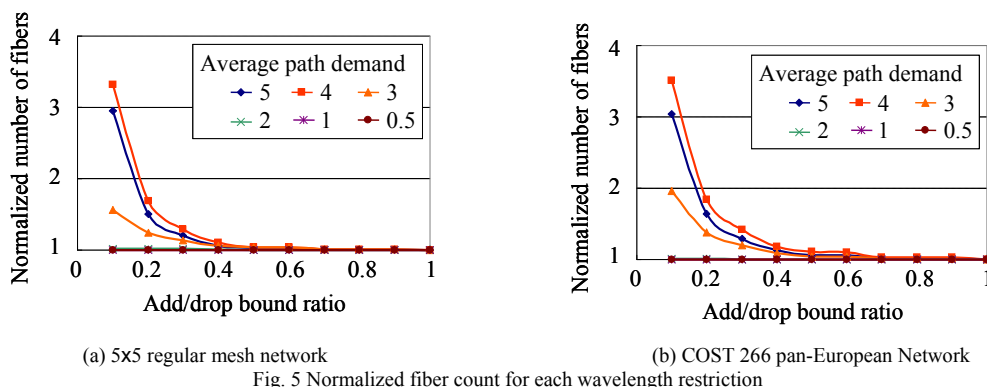 Normalized number of fibers
4
3
2
1
Average path demand
5 4 3
2 1 0.5
0 0.2 0.4 0.6 0.8 1
Add/drop bound ratio
(a) 5x5 regular mesh network
Normalized number of fibers
4
3
2
1
Average path demand
5 4 3
2 1 0.5
0 0.2 0.4 0.6 0.8 1
Add/drop bound ratio
(b) COST 266 pan-European Network
Fig. 5 Normalized fiber count for each wavelength restriction